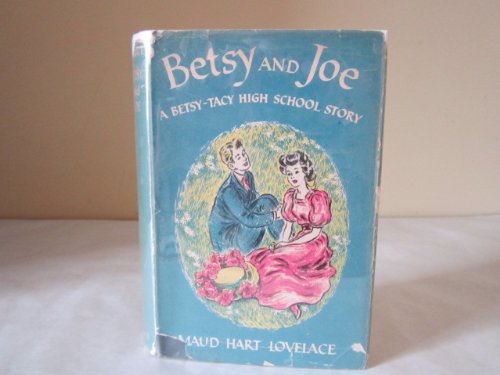 Betsy AND Joe
A BETSY-TACY HIGH SCHOOL STORY
MAUD HART LOVELACE